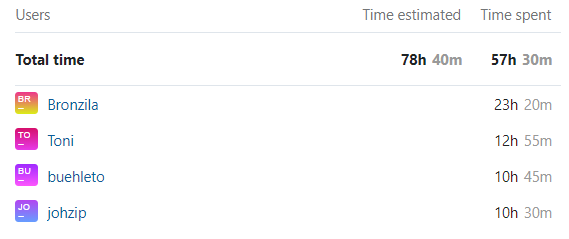 Users Time estimated Time spent
Total time 78h 40m 57h 30m
BR Bronzila 23h 20m
TO Toni 12h 55m
BU buehleto 10h 45m
JO johzip 10h 30m